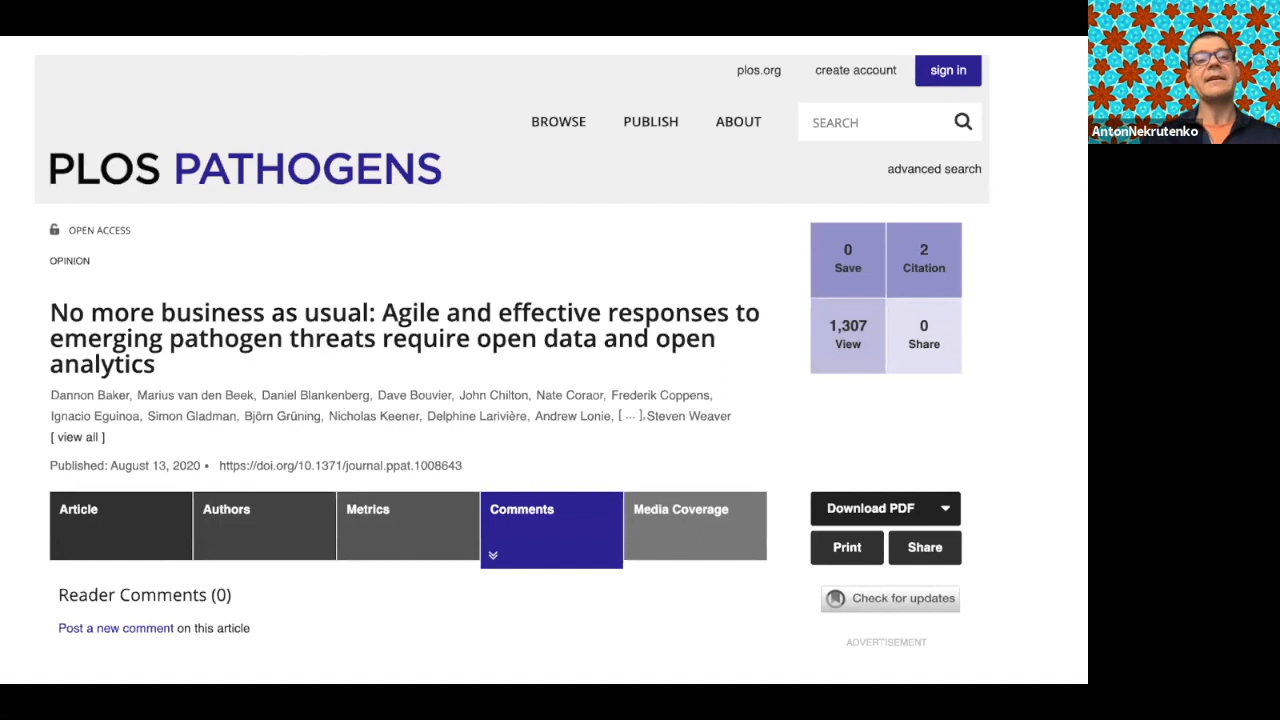 plos.org create account sign in
BROWSE PUBLISH ABOUT SEARCH
PLOS PATHOGENS
advanced search
AntonNekrutenko
OPEN ACCESS
OPINION
No more business as usual: Agile and effective responses to
emerging pathogen threats require open data and open
analytics
Dannon Baker, Marius van den Beek, Daniel Blankenberg, Dave Bouvier, John Chilton, Nate Coraor, Frederik Coppens,
Ignacio Eguinoa, Simon Gladman, Björn Grüning, Nicholas Keener, Delphine Larivière, Andrew Lonie, [ ... ], Steven Weaver
[ view all ]
Published: August 13, 2020 • https://doi.org/10.1371/journal.ppat.1008643
0 2
Save Citation
1,307 0
View Share
Article Authors Metrics Comments Media Coverage
Download PDF
Print Share
Check for updates
ADVERTISEMENT
Reader Comments (0)
Post a new comment on this article